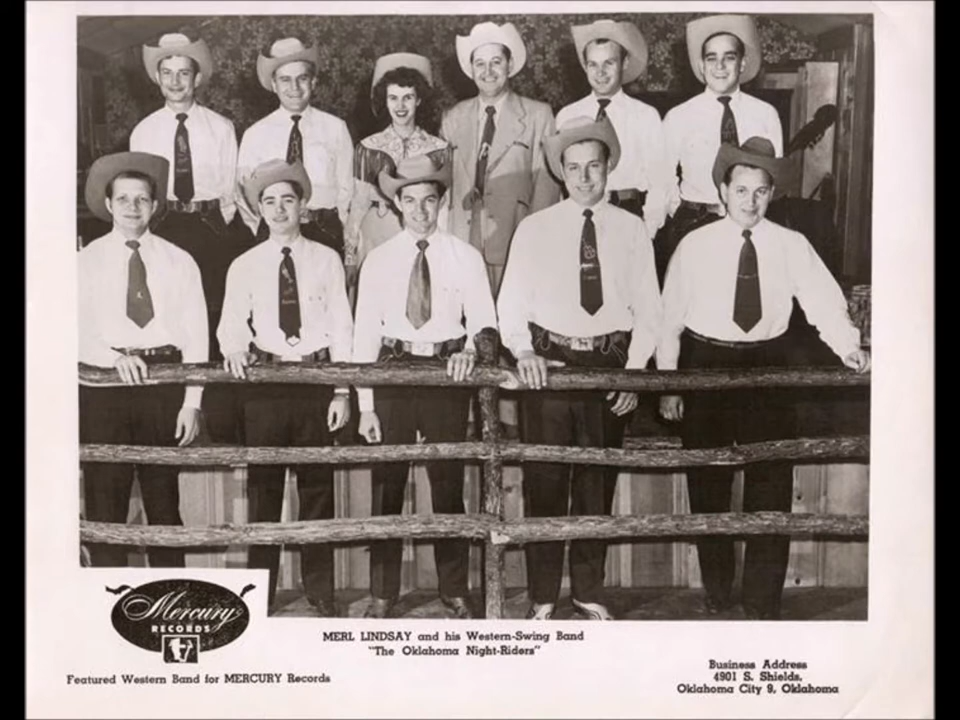 Mercury
RECORDS
MERL LINDSAY and his Western-Swing Band
"The Oklahoma Night-Riders"
Featured Western Band for MERCURY Records
Business Address
4901 S. Shields,
Oklahoma City 9, Oklahoma